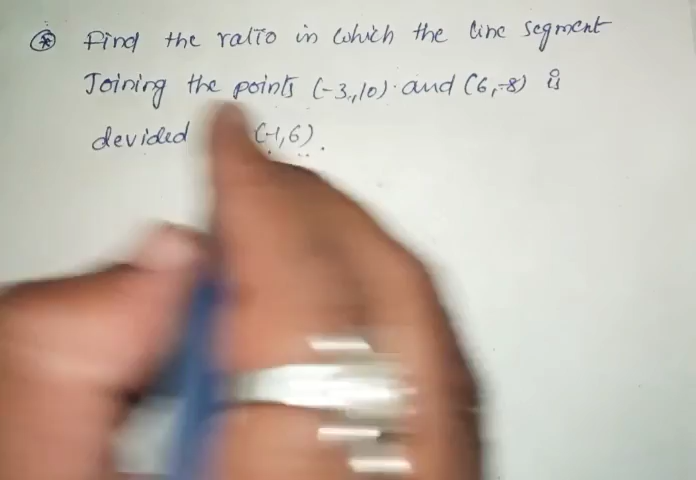 * Find the ratio in which the line segment
Joining the points (-3,10) and (6,-8) is
devided (-1,6).